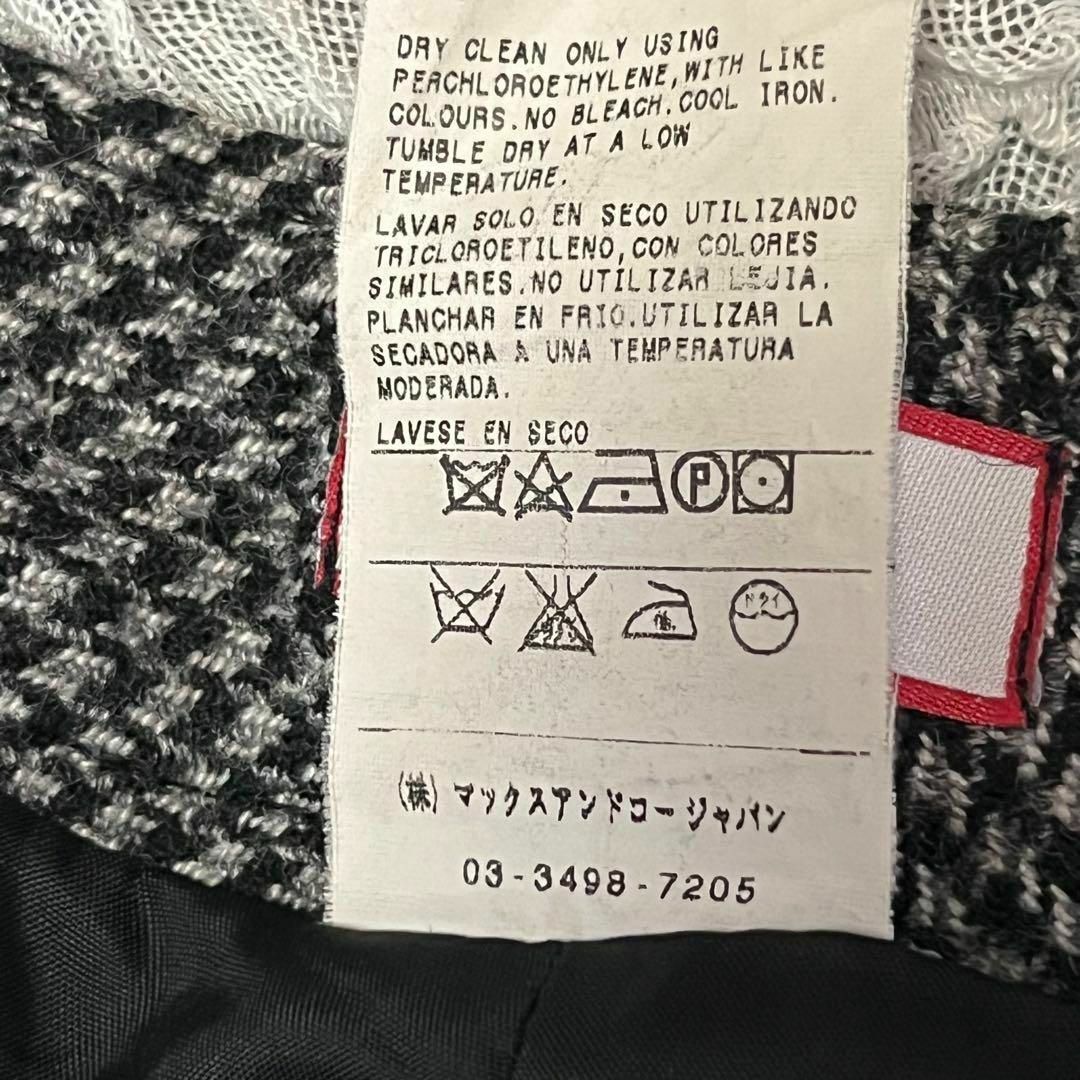 DRY CLEAN ONLY USING
PERCHLOROETHYLENE,WITH LIKE
COLOURS.NO BLEACH.COOL IRON.
TUMBLE DRY AT A LOW
TEMPERATURE.
LAVAR SOLO EN SECO UTILIZANDO
TRICLOROETILENO,CON COLORES
SIMILARES.NO UTILIZAR LEJIA.
PLANCHAR EN FRIO.UTILIZAR LA
SECADORA A UNA TEMPERATURA
MODERADA.
LAVESE EN SECO
P
低 ドライ
(株) マックスアンドコージャパン
03-3498-7205